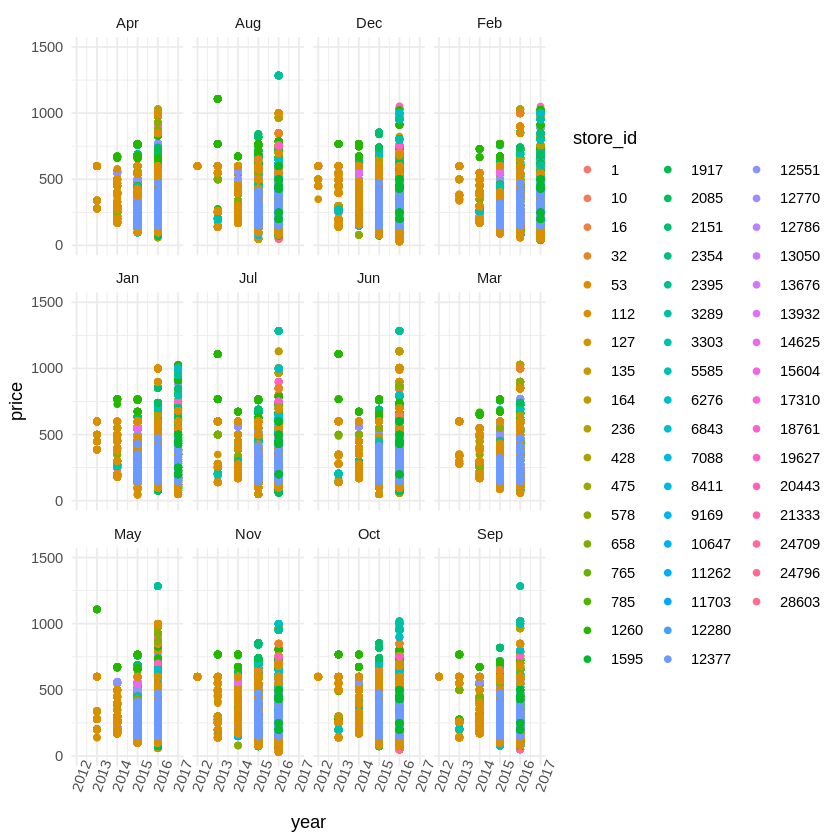 Apr Aug Dec Feb
1500
1000
500
0
Jan Jul Jun Mar
1500
1000
500
0
May Nov Oct Sep
1500
1000
500
0
2012 2013 2014 2015 2016 2017 2012 2013 2014 2015 2016 2017 2012 2013 2014 2015 2016 2017 2012 2013 2014 2015 2016 2017
price
year
store_id
1 1917 12551
10 2085 12770
16 2151 12786
32 2354 13050
53 2395 13676
112 3289 13932
127 3303 14625
135 5585 15604
164 6276 17310
236 6843 18761
428 7088 19627
475 8411 20443
578 9169 21333
658 10647 24709
765 11262 24796
785 11703 28603
1260 12280
1595 12377